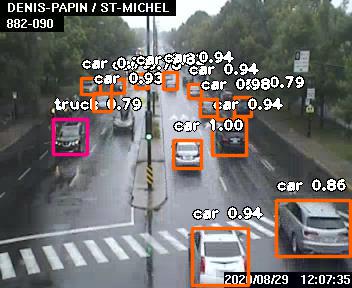 DENIS-PAPIN / ST-MICHEL
882-090
car 0.94
car 0.93
car 0.94
0.79
truck 0.79
car 0.94
car 1.00
car 0.86
car 0.94
2020/08/29 12:07:35